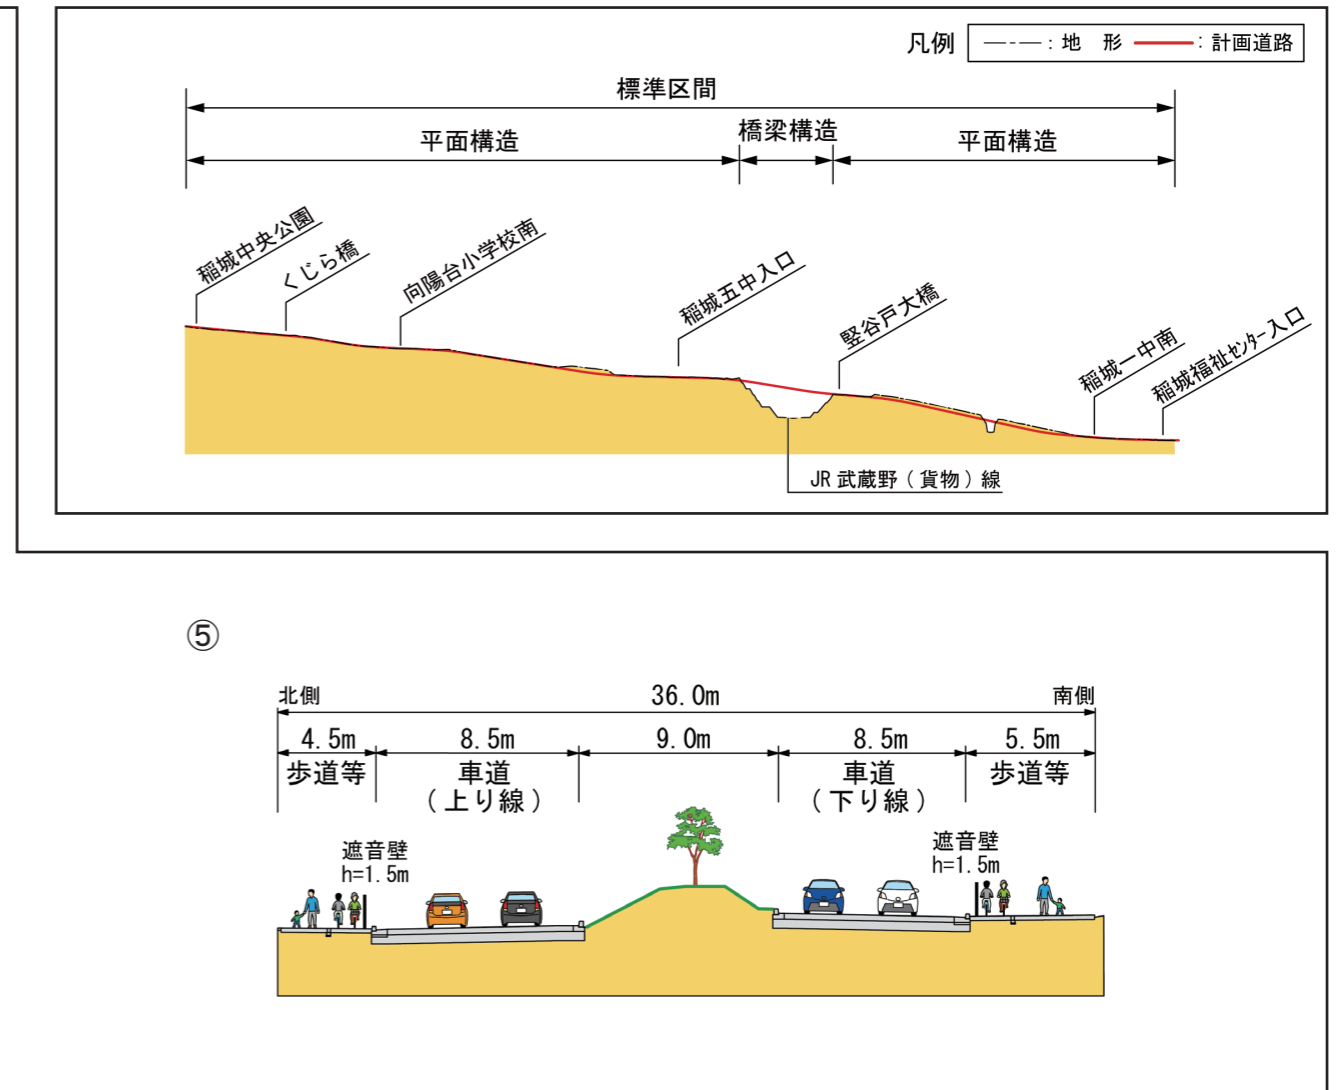 凡例 : 地 形 : 計画道路
標準区間
平面構造 橋梁構造 平面構造
稲城中央公園
くじら橋
向陽台小学校南
稲城五中入口
竪谷戸大橋
稲城一中南
稲城福祉ｾﾝﾀｰ入口
JR 武蔵野（貨物）線
⑤
北側 36.0m 南側
4.5m 8.5m 9.0m 8.5m 5.5m
歩道等 車道 車道 歩道等
(上り線) (下り線)
遮音壁 遮音壁
h=1.5m h=1.5m